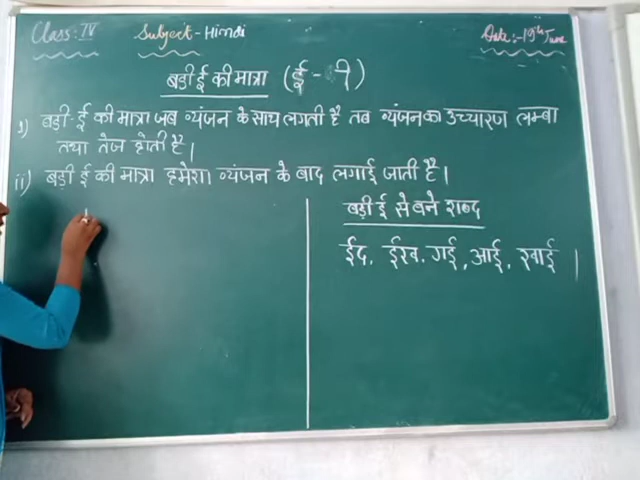 Class:- IV Subject - Hindi Date:- 19th June
बड़ी ई की मात्रा (ई - ी)
i) बड़ी - ई की मात्रा जब व्यंजन के साथ लगती है तब व्यंजन का उच्चारण लम्बा
तथा तेज होती है।
ii) बड़ी ई की मात्रा हमेशा व्यंजन के बाद लगाई जाती है।
बड़ी ई से बने शब्द
ईद, ईख, गई, आई, खाई ।